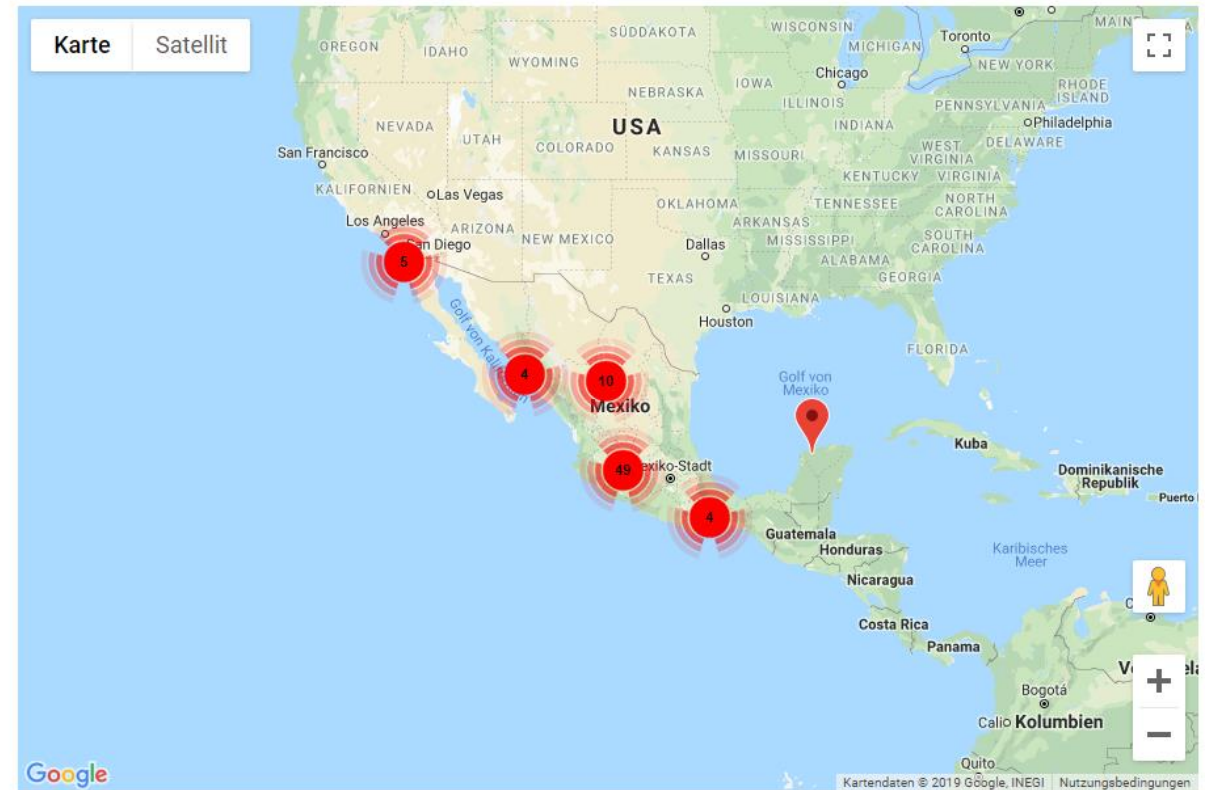 Karte
Satellit
OREGON
IDAHO
WYOMING
SÜDDAKOTA
WISCONSIN
MICHIGAN
Toronto
NEW YORK
Chicago
IOWA
NEBRASKA
ILLINOIS
INDIANA
PENNSYLVANIA
RHODE
ISLAND
Philadelphia
NEVADA
UTAH
COLORADO
USA
KANSAS
MISSOURI
WEST
VIRGINIA
DELAWARE
KENTUCKY
VIRGINIA
San Francisco
KALIFORNIEN
Las Vegas
OKLAHOMA
TENNESSEE
NORTH
CAROLINA
Los Angeles
ARIZONA
NEW MEXICO
ARKANSAS
MISSISSIPPI
SOUTH
CAROLINA
San Diego
Dallas
ALABAMA
5
TEXAS
GEORGIA
LOUISIANA
Houston
FLORIDA
Golf von
4
10
Golf von
Mexiko
Mexiko
49
exiko-Stadt
Kuba
Dominikanische
Republik
Puerto
4
Guatemala
Honduras
Karibisches
Meer
Nicaragua
Costa Rica
Panama
Bogotá
Cali
Kolumbien
Quito
Google
Kartendaten © 2019 Google, INEGI
Nutzungsbedingungen
+
−